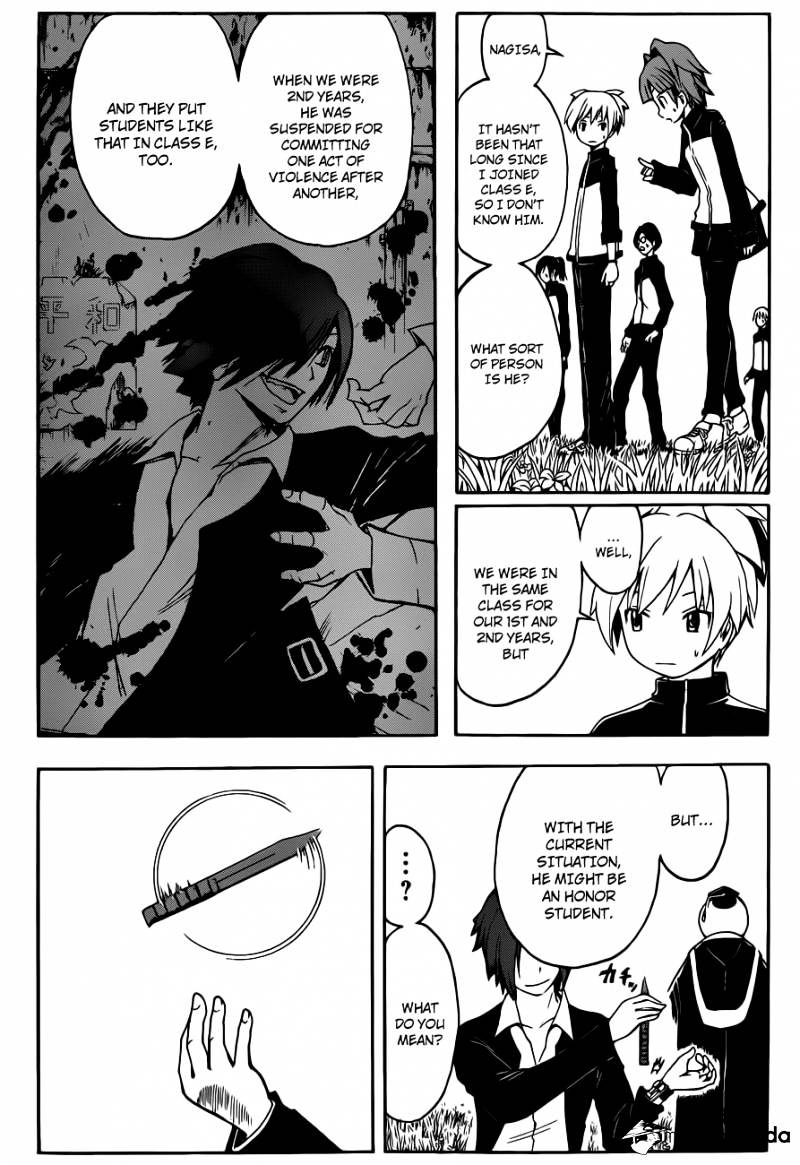 NAGISA,
IT HASN'T
BEEN THAT
LONG SINCE
I JOINED
CLASS E,
SO I DON'T
KNOW HIM.
WHAT SORT
OF PERSON
IS HE?
...
WELL,
WE WERE IN
THE SAME
CLASS FOR
OUR 1ST AND
2ND YEARS,
BUT
WHEN WE WERE
2ND YEARS,
HE WAS
SUSPENDED FOR
COMMITTING
ONE ACT OF
VIOLENCE AFTER
ANOTHER,
AND THEY PUT
STUDENTS LIKE
THAT IN CLASS E,
TOO.
平和
BUT...
WITH THE
CURRENT
SITUATION,
HE MIGHT BE
AN HONOR
STUDENT.
...?
WHAT
DO YOU
MEAN?
カチッ
da